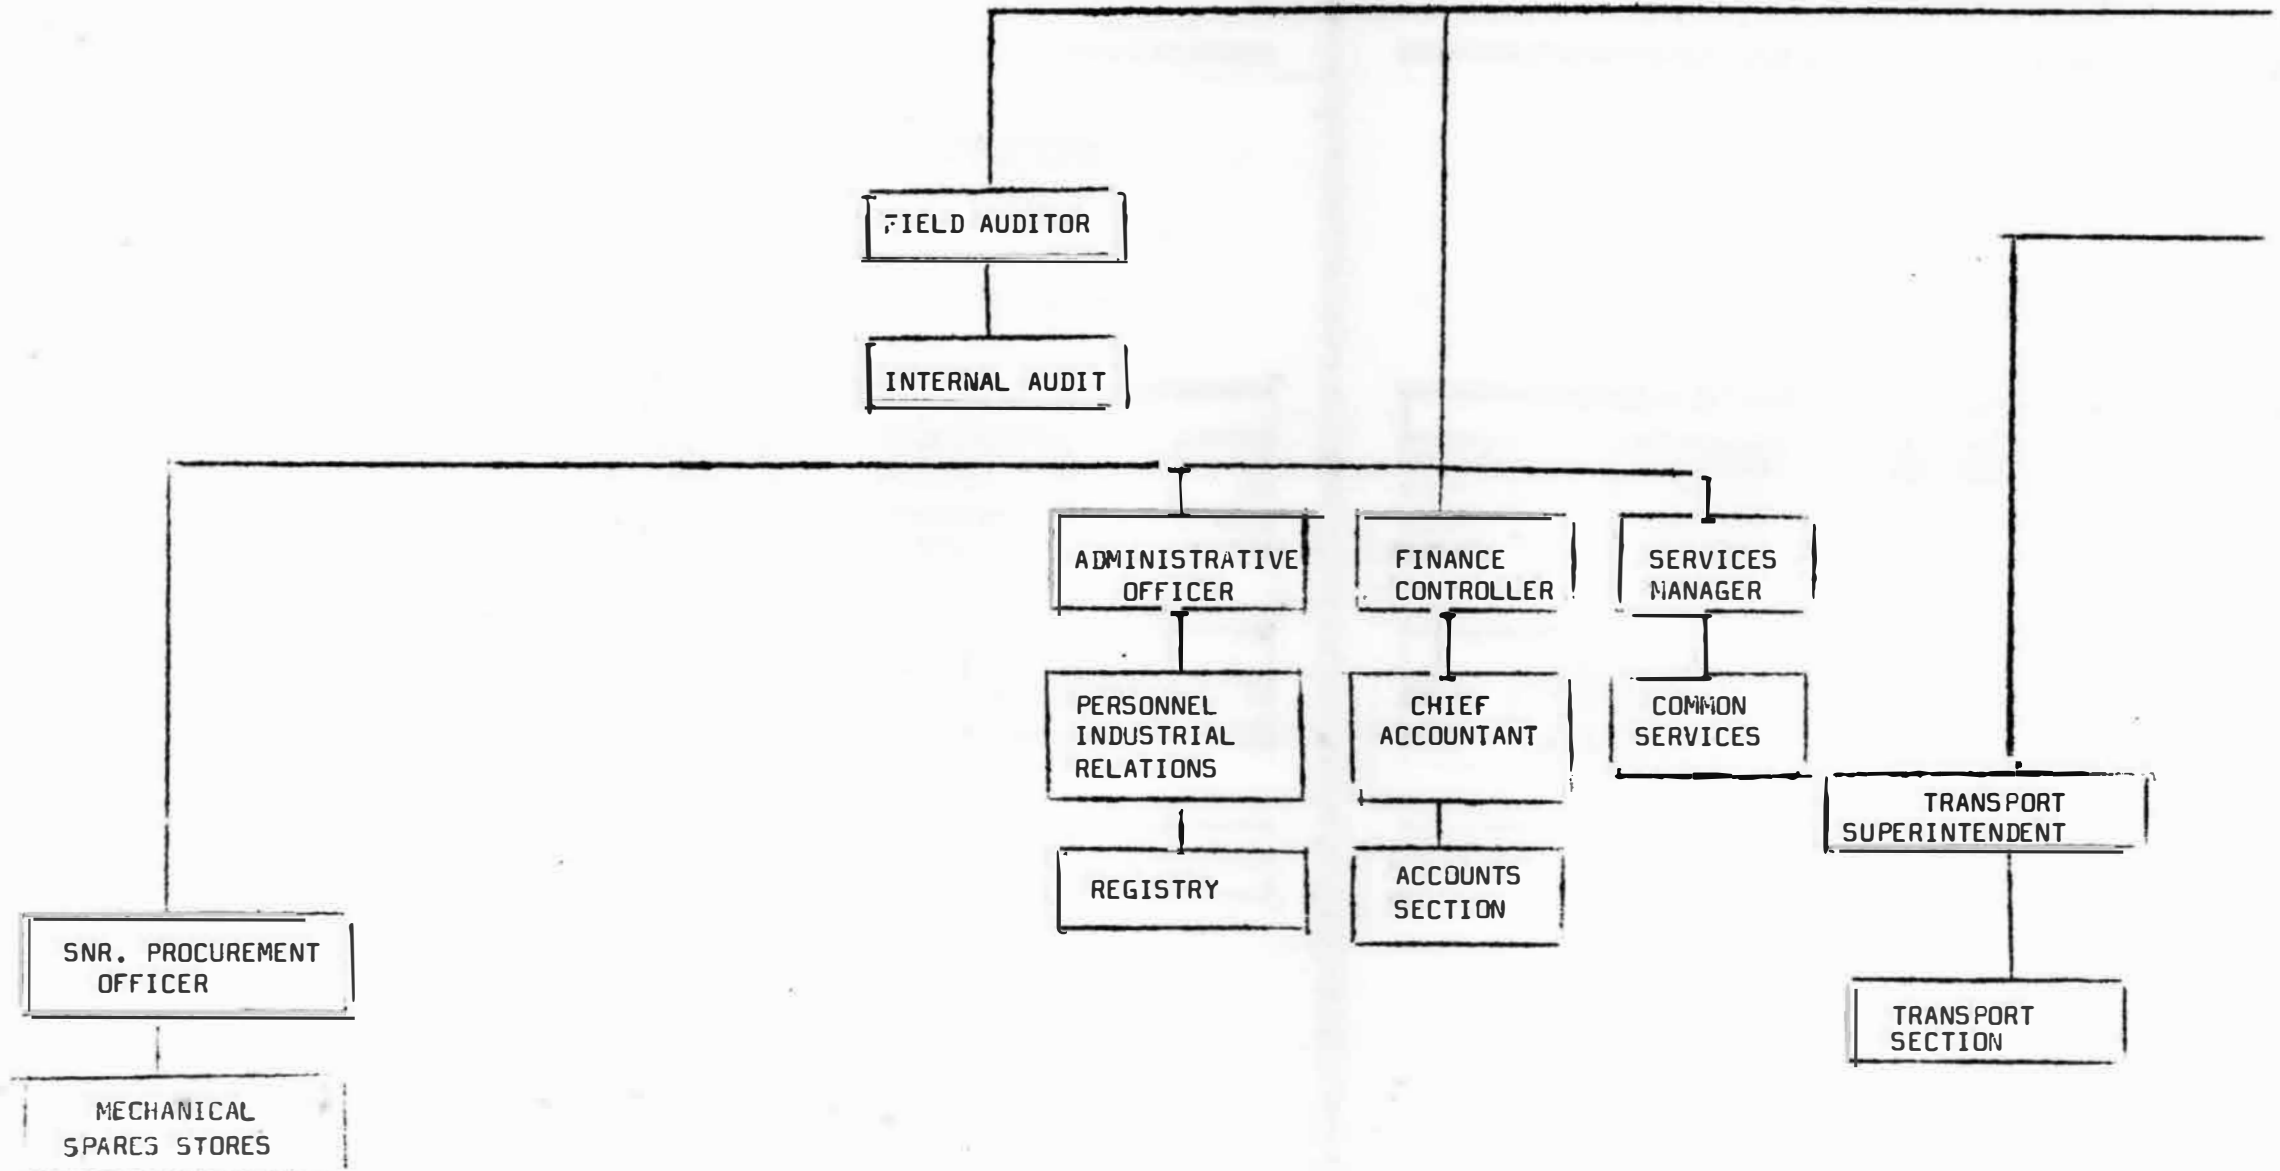 FIELD AUDITOR
INTERNAL AUDIT
ADMINISTRATIVE
OFFICER
FINANCE
CONTROLLER
SERVICES
MANAGER
PERSONNEL
INDUSTRIAL
RELATIONS
CHIEF
ACCOUNTANT
COMMON
SERVICES
TRANSPORT
SUPERINTENDENT
REGISTRY
ACCOUNTS
SECTION
SNR. PROCUREMENT
OFFICER
TRANSPORT
SECTION
MECHANICAL
SPARES STORES